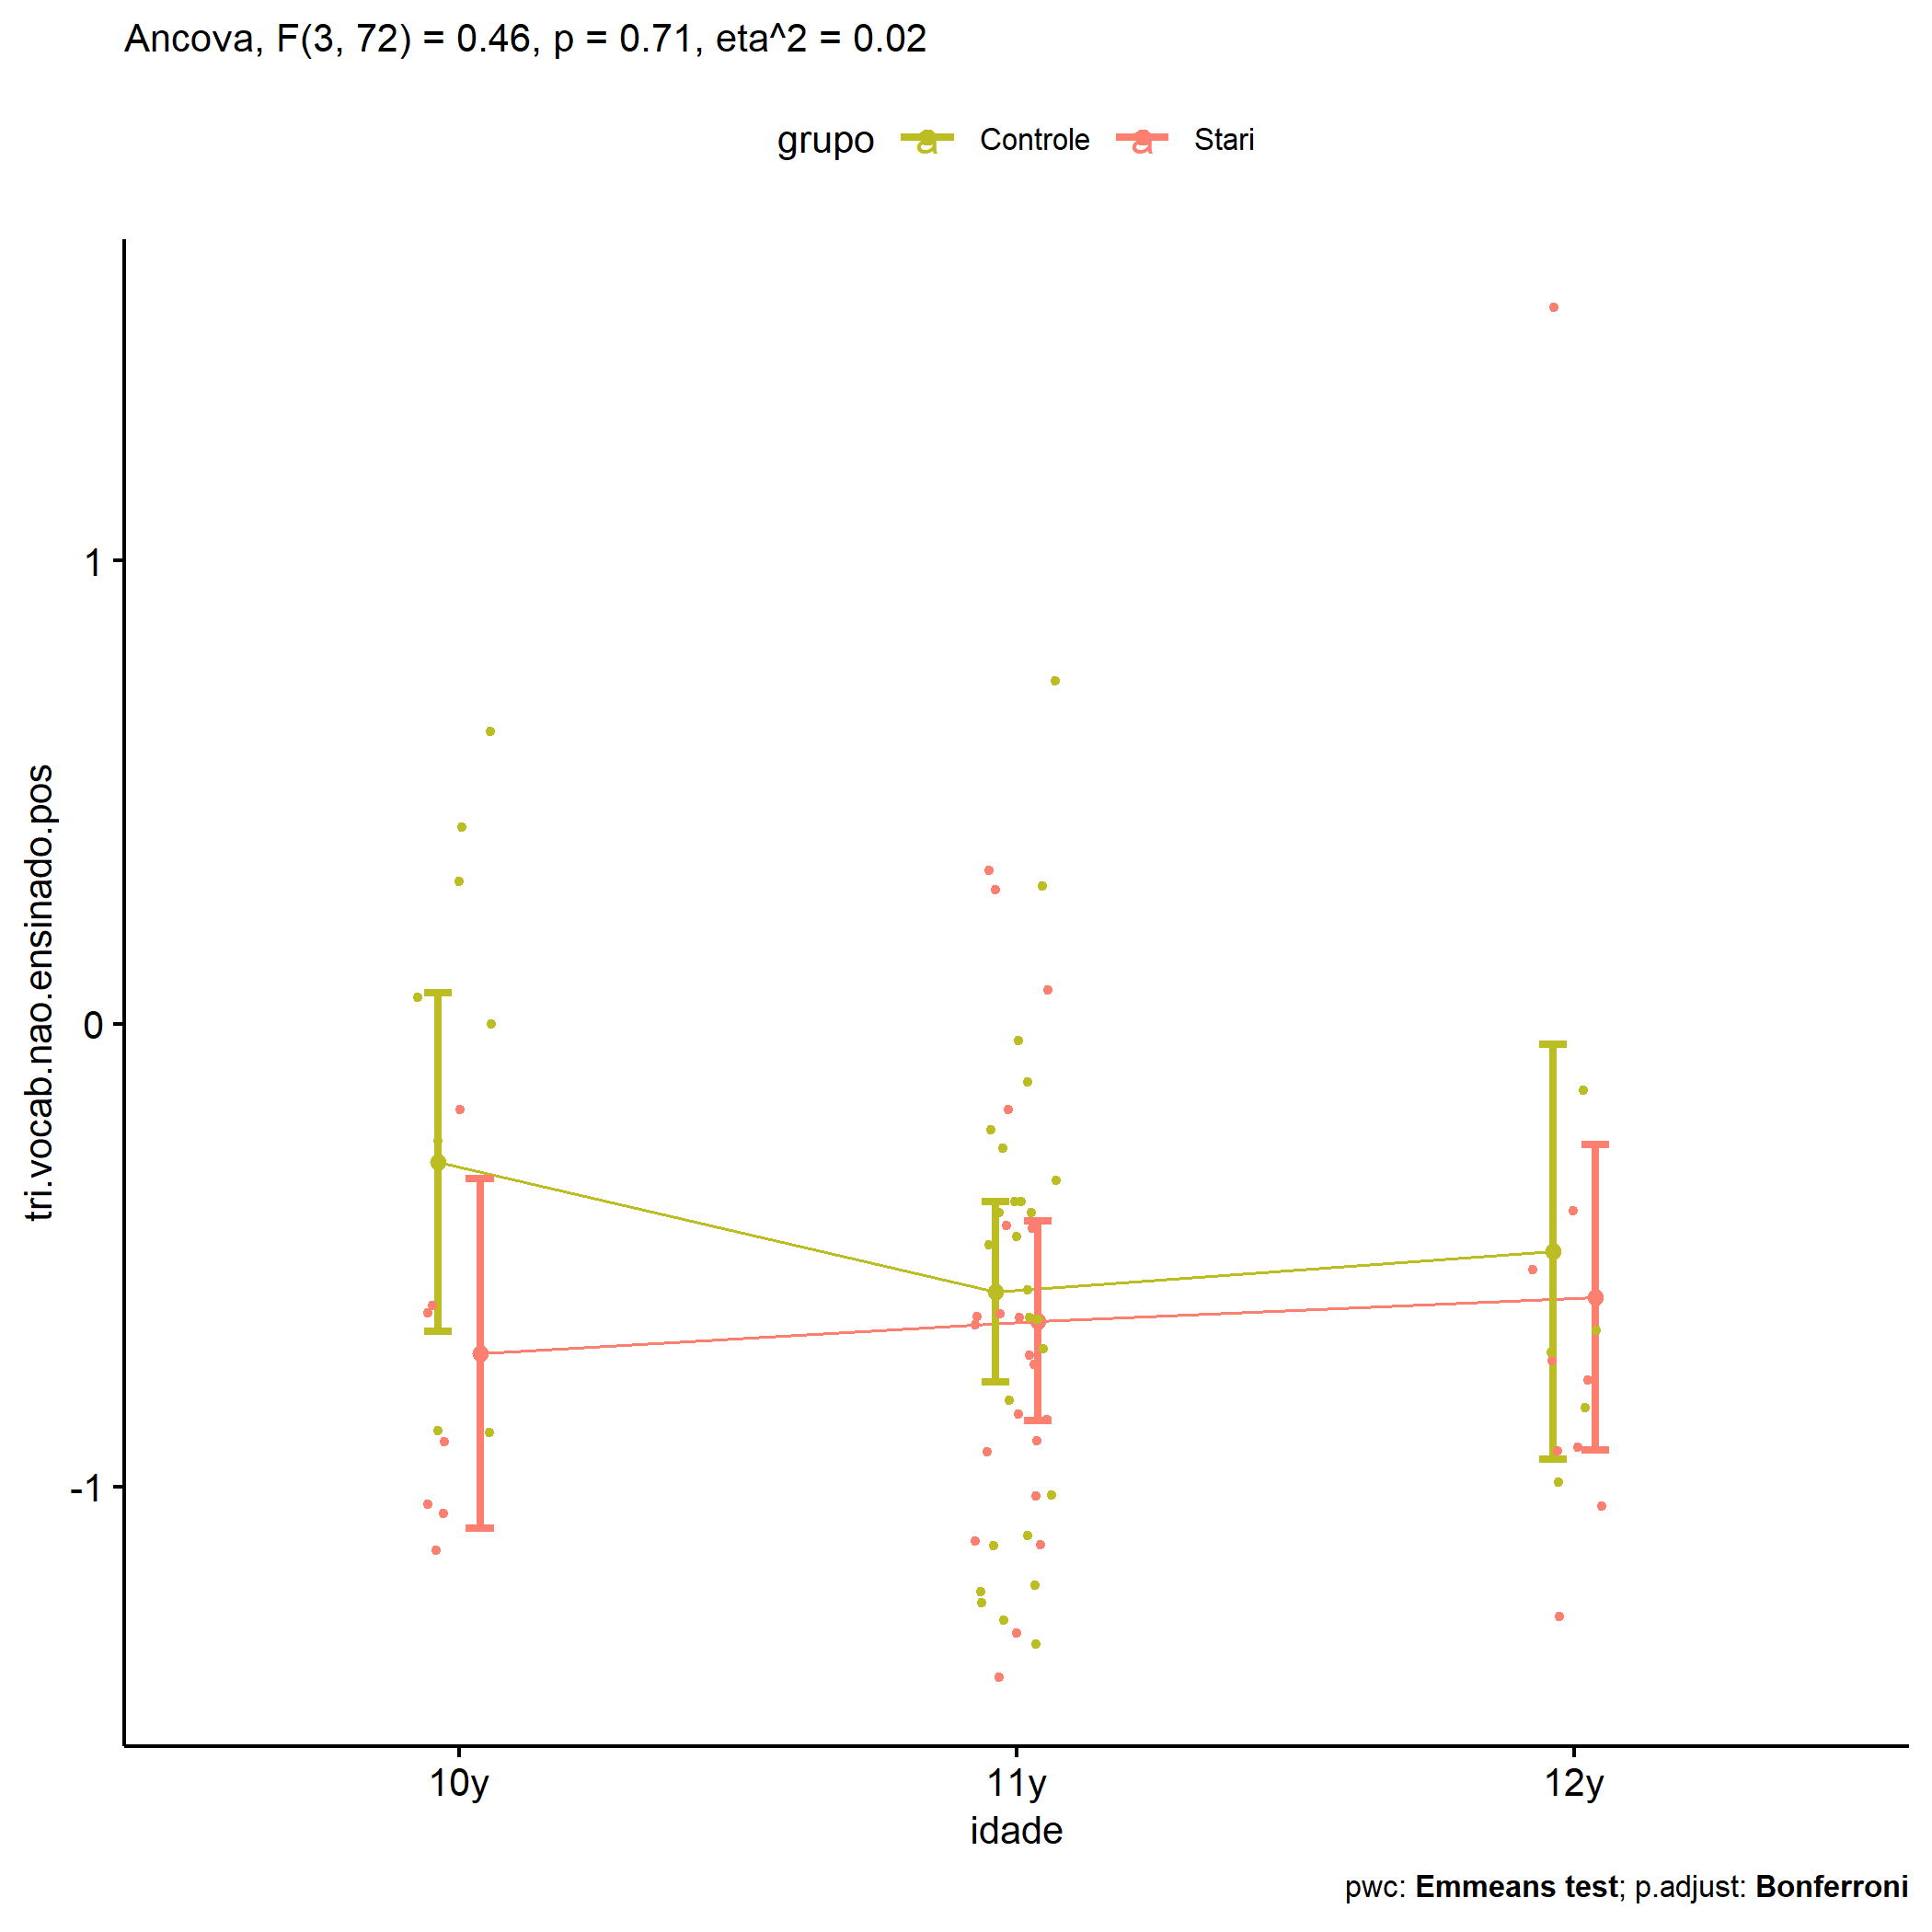 Ancova, F(3, 72) = 0.46, p = 0.71, eta^2 = 0.02
grupo a Controle a Stari
tri.vocab.nao.ensinado.pos
1
0
-1
10y 11y 12y
idade
pwc: Emmeans test; p.adjust: Bonferroni